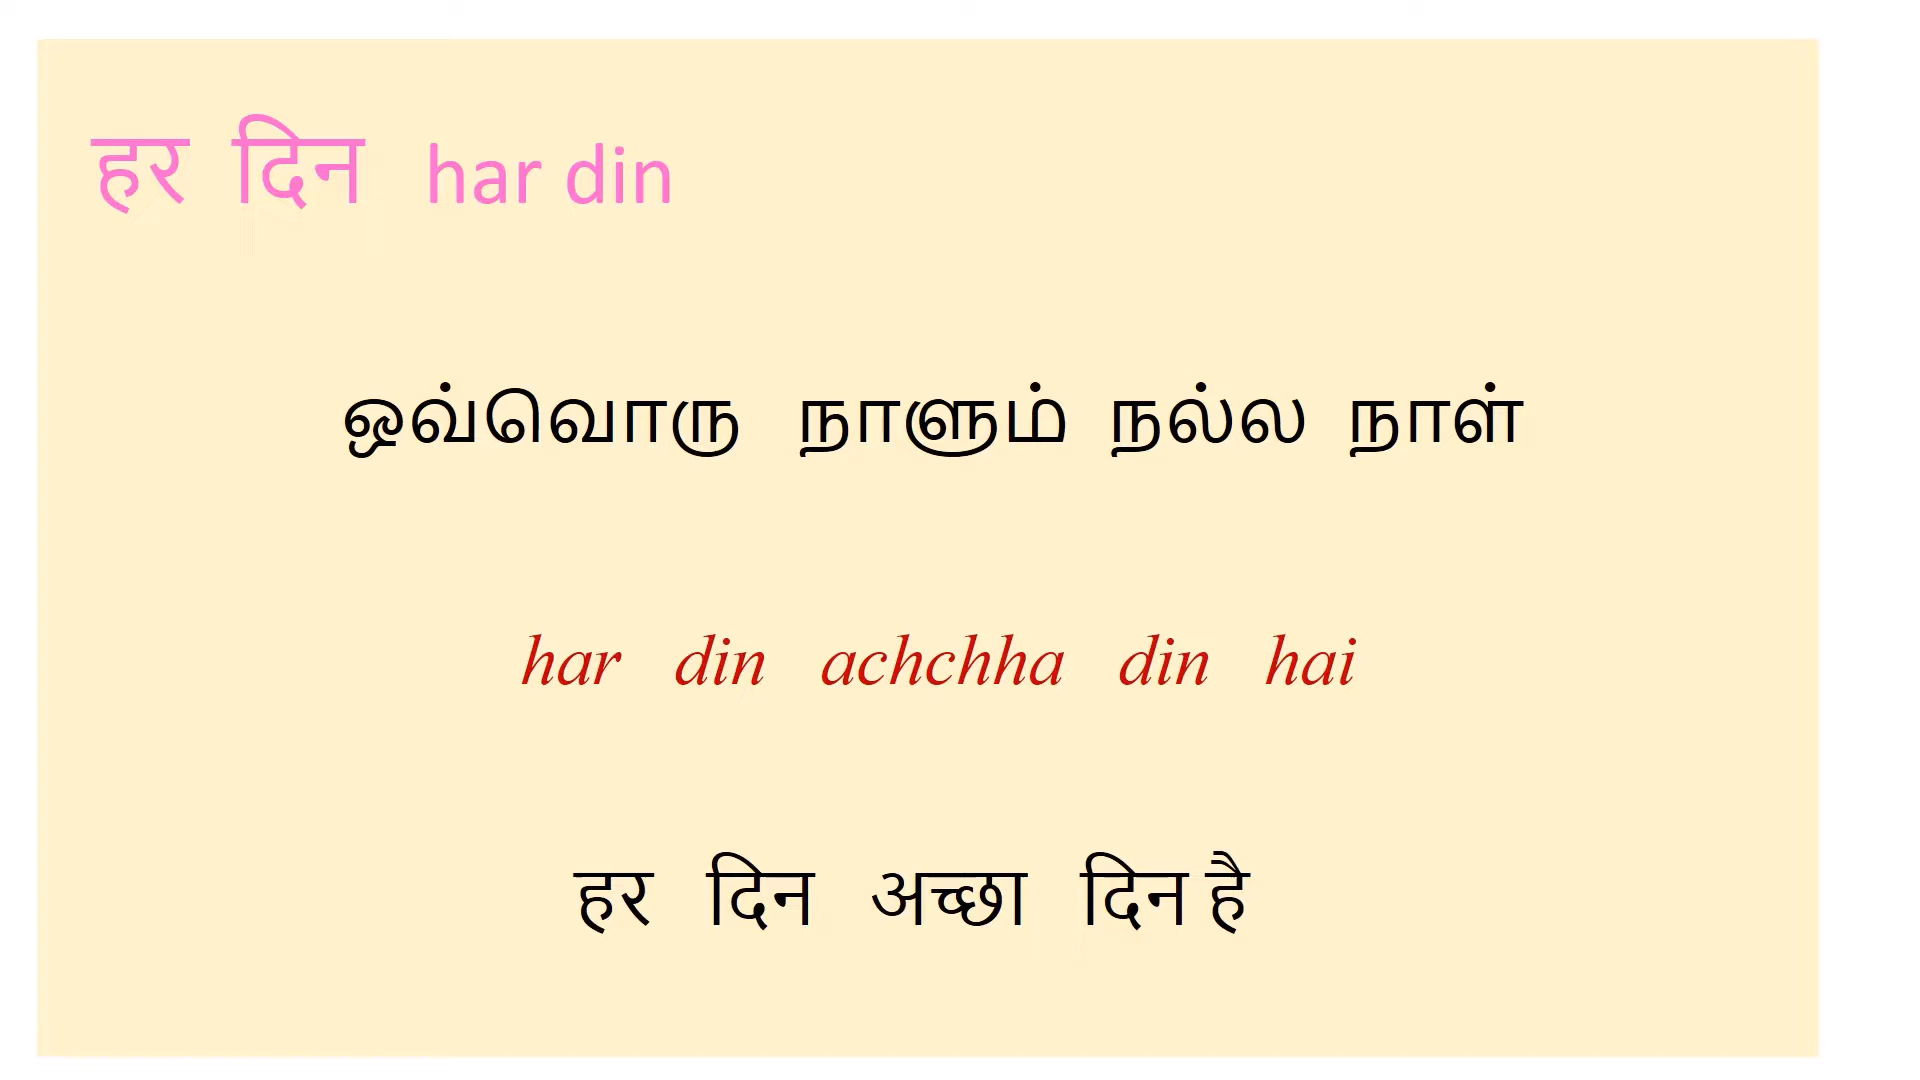 हर दिन har din
ஒவ்வொரு நாளும் நல்ல நாள்
har din achchha din hai
हर दिन अच्छा दिन है